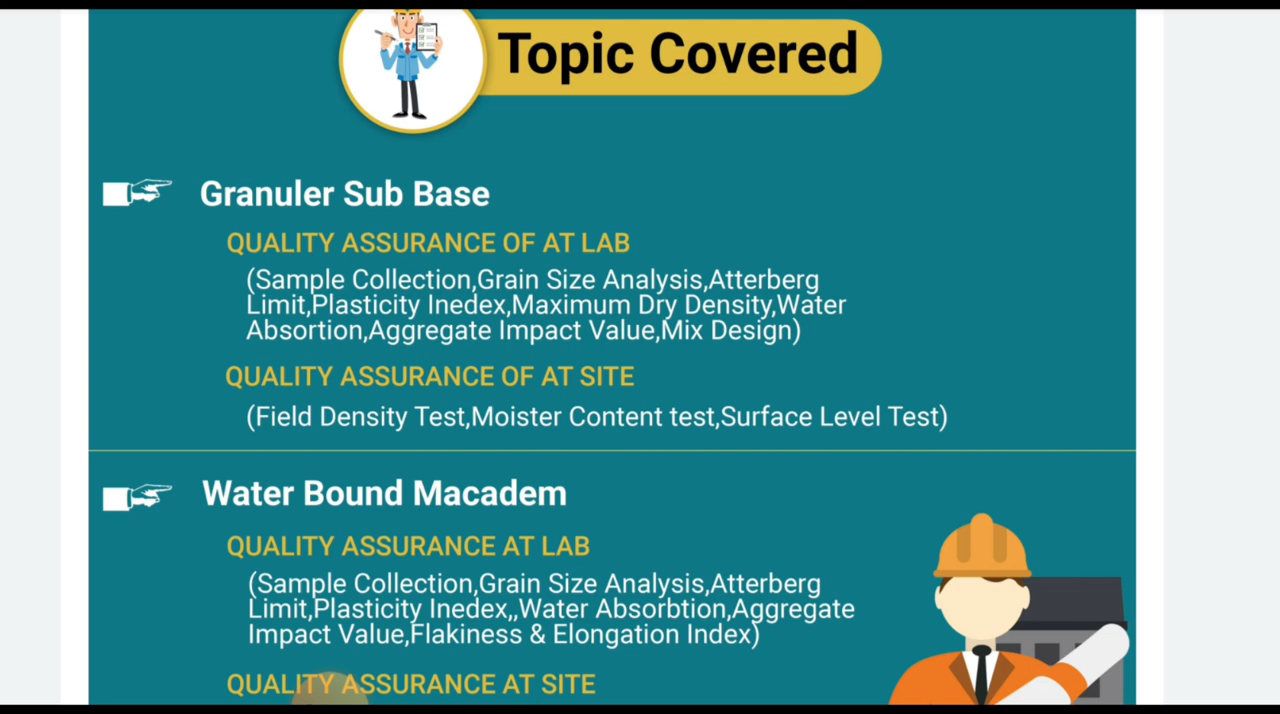 Topic Covered
Granuler Sub Base
QUALITY ASSURANCE OF AT LAB
(Sample Collection,Grain Size Analysis,Atterberg
Limit,Plasticity Inedex,Maximum Dry Density,Water
Absortion,Aggregate Impact Value,Mix Design)
QUALITY ASSURANCE OF AT SITE
(Field Density Test,Moister Content test,Surface Level Test)
Water Bound Macadem
QUALITY ASSURANCE AT LAB
(Sample Collection,Grain Size Analysis,Atterberg
Limit,Plasticity Inedex,,Water Absorbtion,Aggregate
Impact Value,Flakiness & Elongation Index)
QUALITY ASSURANCE AT SITE